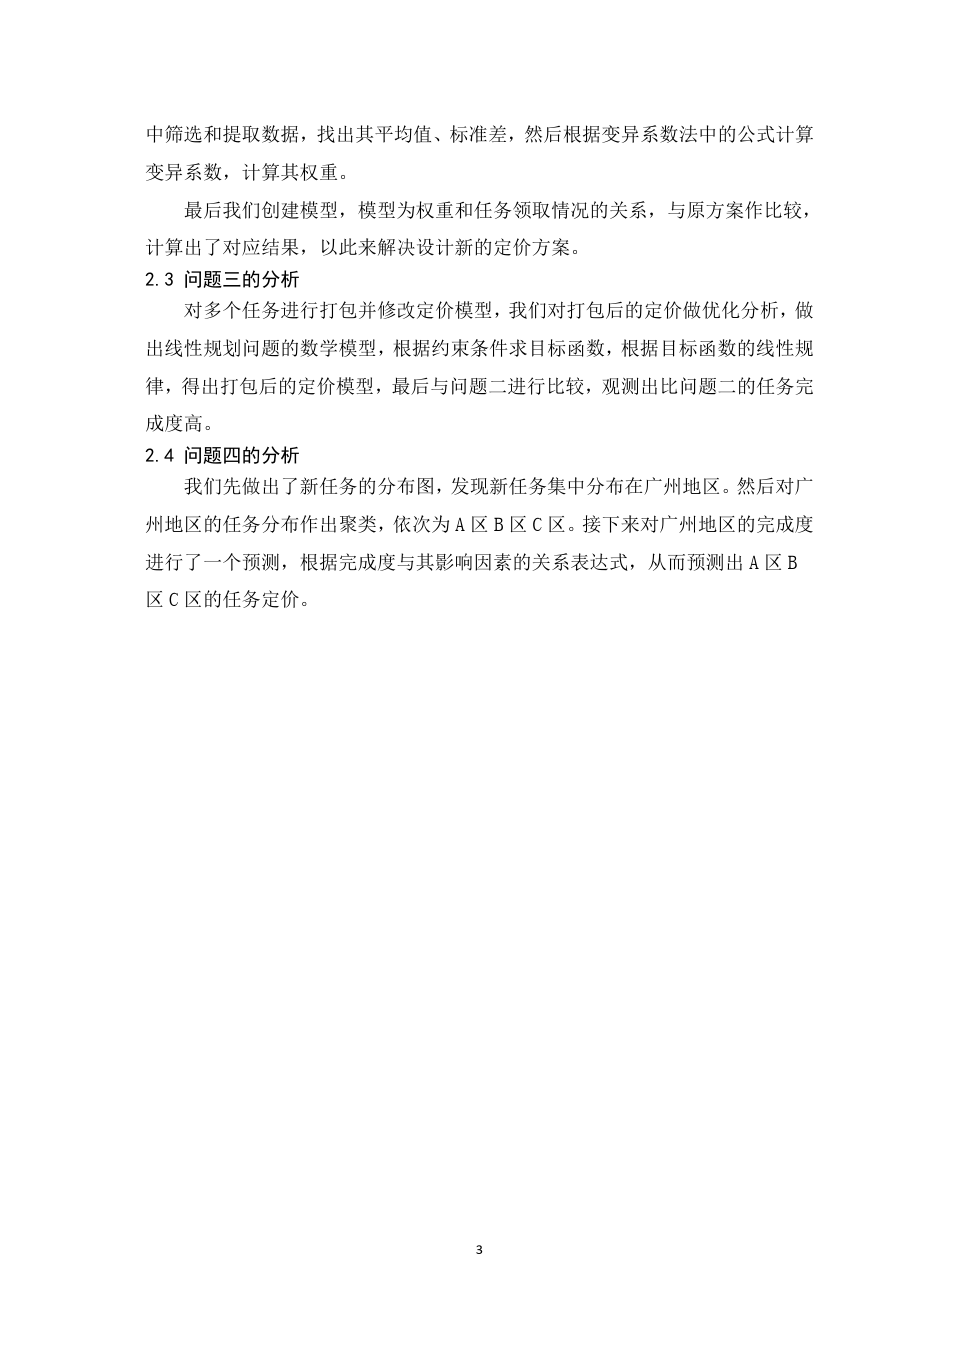 中筛选和提取数据，找出其平均值、标准差，然后根据变异系数法中的公式计算
变异系数，计算其权重。
最后我们创建模型，模型为权重和任务领取情况的关系，与原方案作比较，
计算出了对应结果，以此来解决设计新的定价方案。
2.3 问题三的分析
对多个任务进行打包并修改定价模型，我们对打包后的定价做优化分析，做
出线性规划问题的数学模型，根据约束条件求目标函数，根据目标函数的线性规
律，得出打包后的定价模型，最后与问题二进行比较，观测出比问题二的任务完
成度高。
2.4 问题四的分析
我们先做出了新任务的分布图，发现新任务集中分布在广州地区。然后对广
州地区的任务分布作出聚类，依次为 A 区 B 区 C 区。接下来对广州地区的完成度
进行了一个预测，根据完成度与其影响因素的关系表达式，从而预测出 A 区 B
区 C 区的任务定价。
3